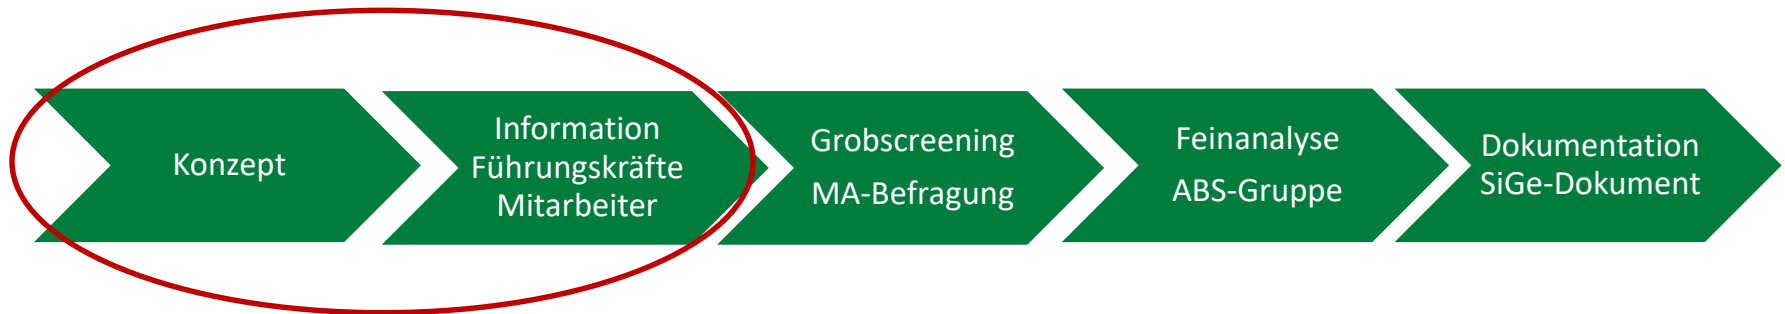 Konzept
Information
Führungskräfte
Mitarbeiter
Grobscreening
MA-Befragung
Feinanalyse
ABS-Gruppe
Dokumentation
SiGe-Dokument